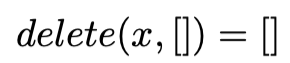 delete(x, []) = []